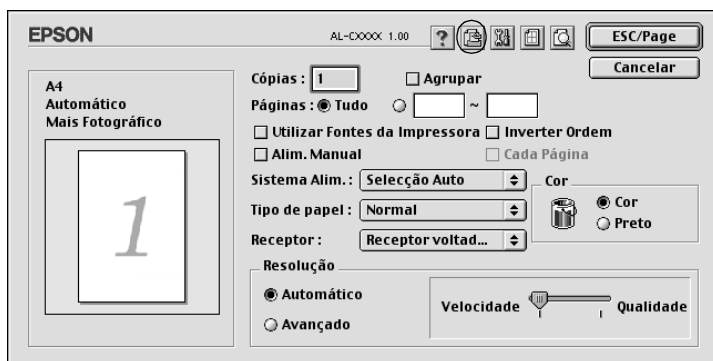 EPSON
AL-CXXXX 1.00
?
ESC/Page
Cancelar
A4
Automático
Mais Fotográfico
1
Cópias : 1
Agrupar
Páginas : Tudo ~
Utilizar Fontes da Impressora Inverter Ordem
Alim. Manual Cada Página
Sistema Alim. : Selecção Auto
Tipo de papel : Normal
Receptor : Receptor voltad...
Cor
Cor
Preto
Resolução
Automático
Avançado
Velocidade Qualidade